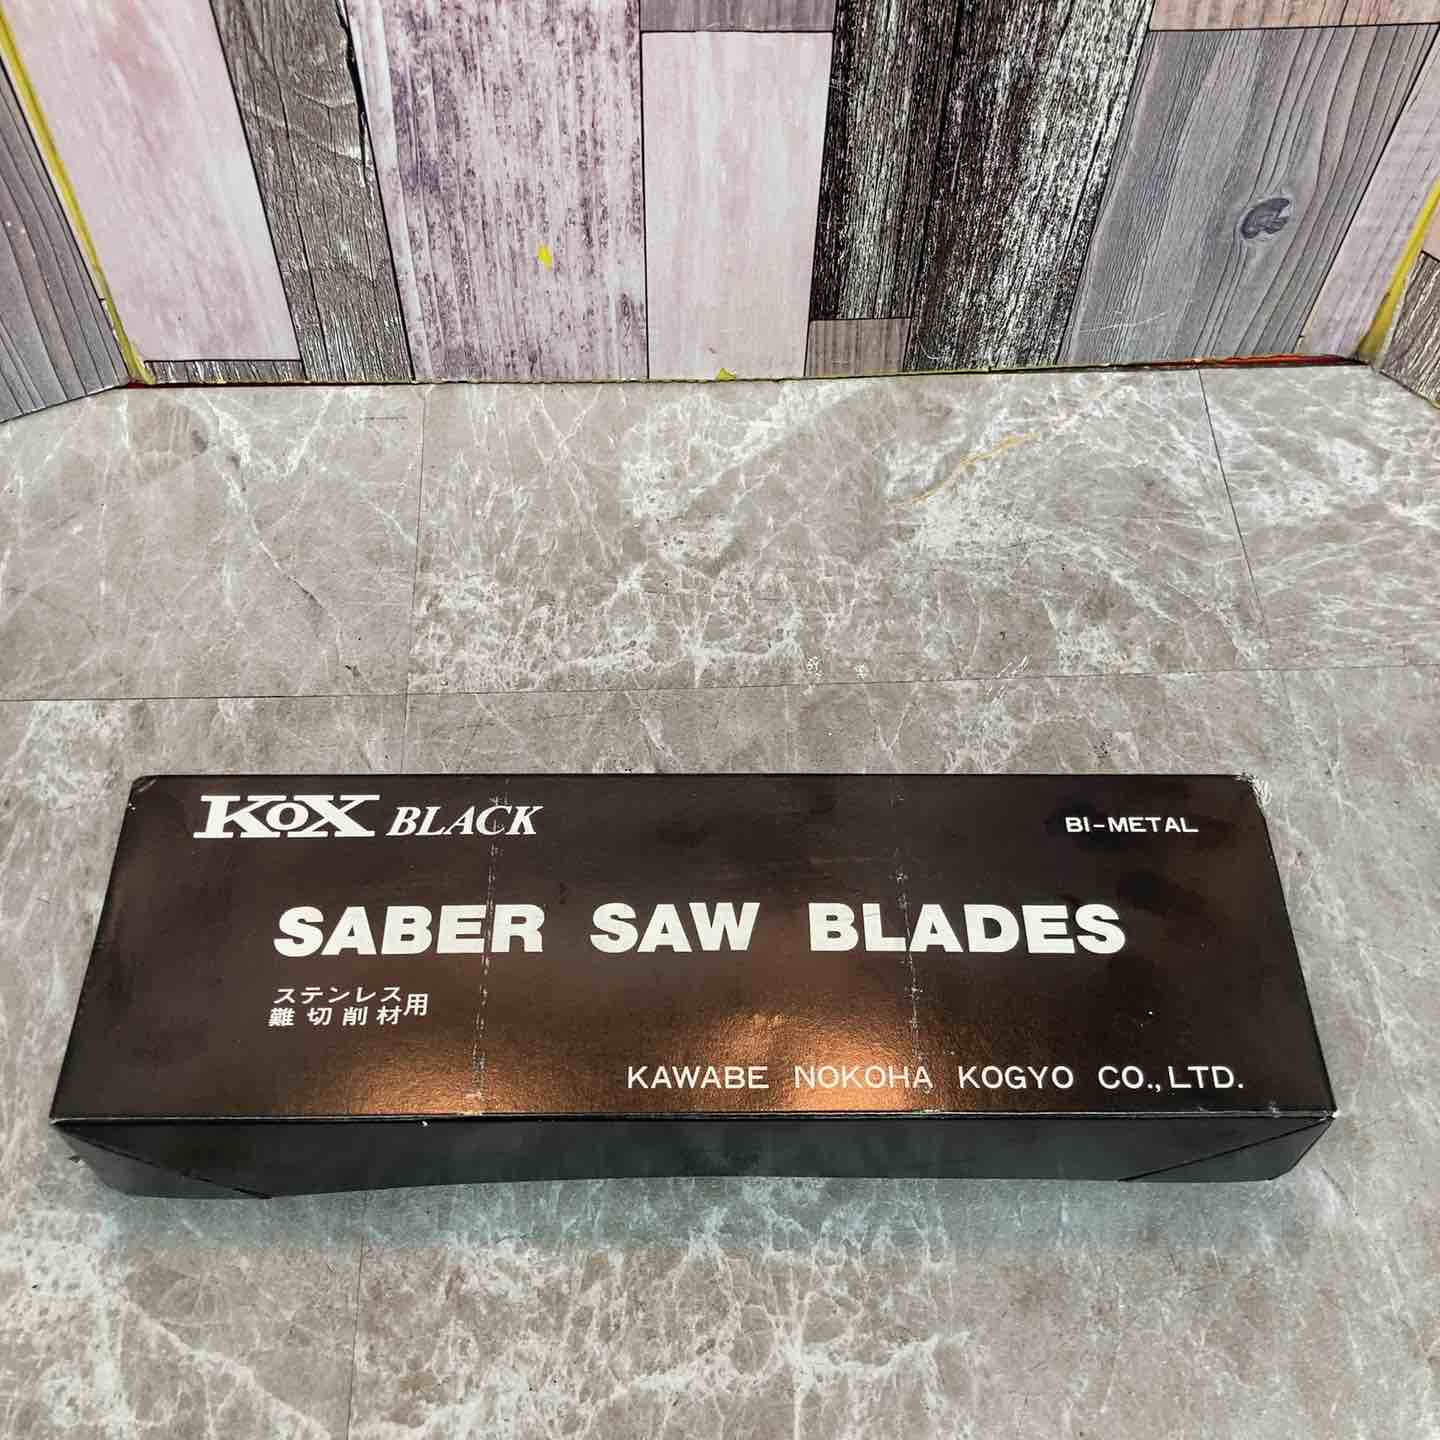 KOX BLACK
BI-METAL
SABER SAW BLADES
ステンレス
難切削材用
KAWABE NOKOHA KOGYO CO.,LTD.